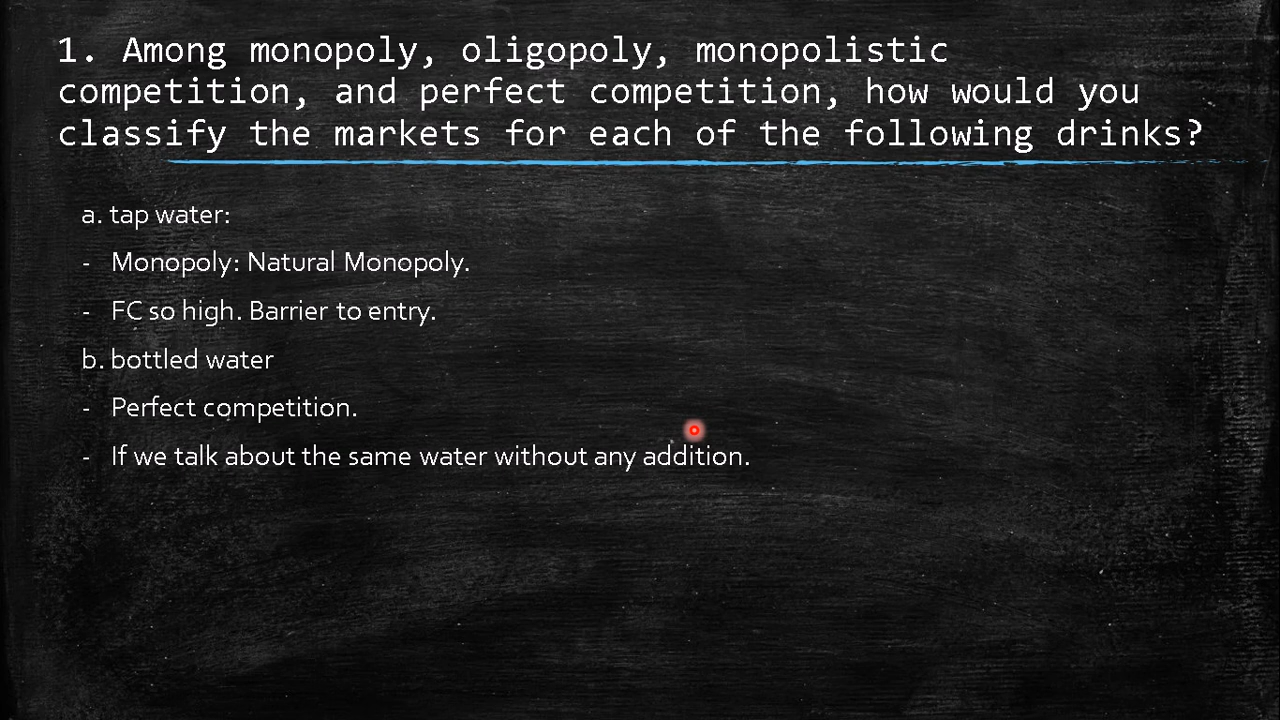 1. Among monopoly, oligopoly, monopolistic
competition, and perfect competition, how would you
classify the markets for each of the following drinks?
a. tap water:
- Monopoly: Natural Monopoly.
- FC so high. Barrier to entry.
b. bottled water
- Perfect competition.
- If we talk about the same water without any addition.